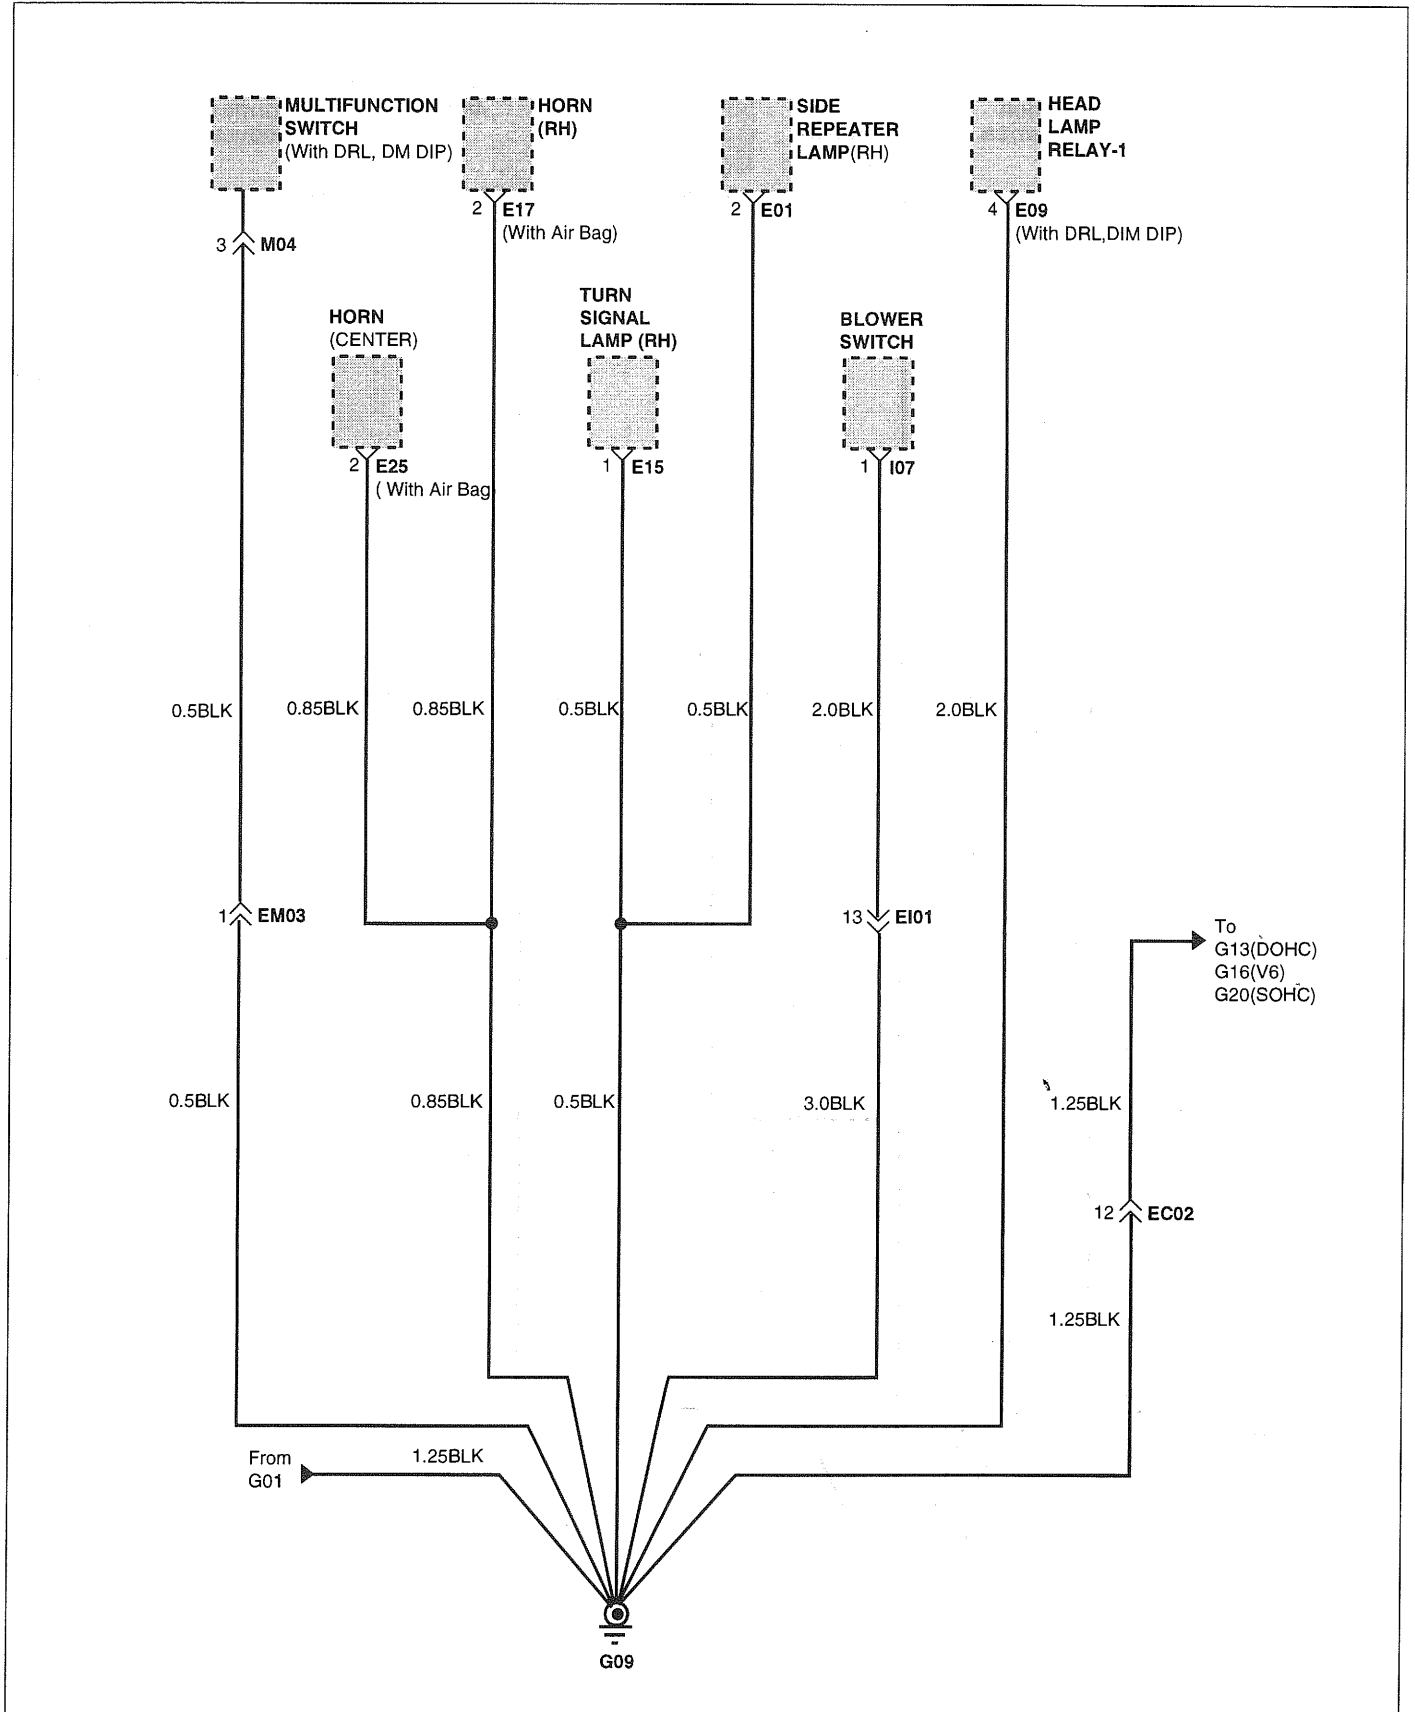 MULTIFUNCTION
SWITCH
(With DRL, DM DIP)
3 M04
HORN
(RH)
2 E17
(With Air Bag)
SIDE
REPEATER
LAMP(RH)
2 E01
HEAD
LAMP
RELAY-1
4 E09
(With DRL,DIM DIP)
HORN
(CENTER)
2 E25
( With Air Bag
TURN
SIGNAL
LAMP (RH)
1 E15
BLOWER
SWITCH
1 I07
0.5BLK 0.85BLK 0.85BLK 0.5BLK 0.5BLK 2.0BLK 2.0BLK
1 EM03
13 EI01
To
G13(DOHC)
G16(V6)
G20(SOHC)
0.5BLK 0.85BLK 0.5BLK 3.0BLK 1.25BLK
12 EC02
1.25BLK
From
G01
1.25BLK
G09